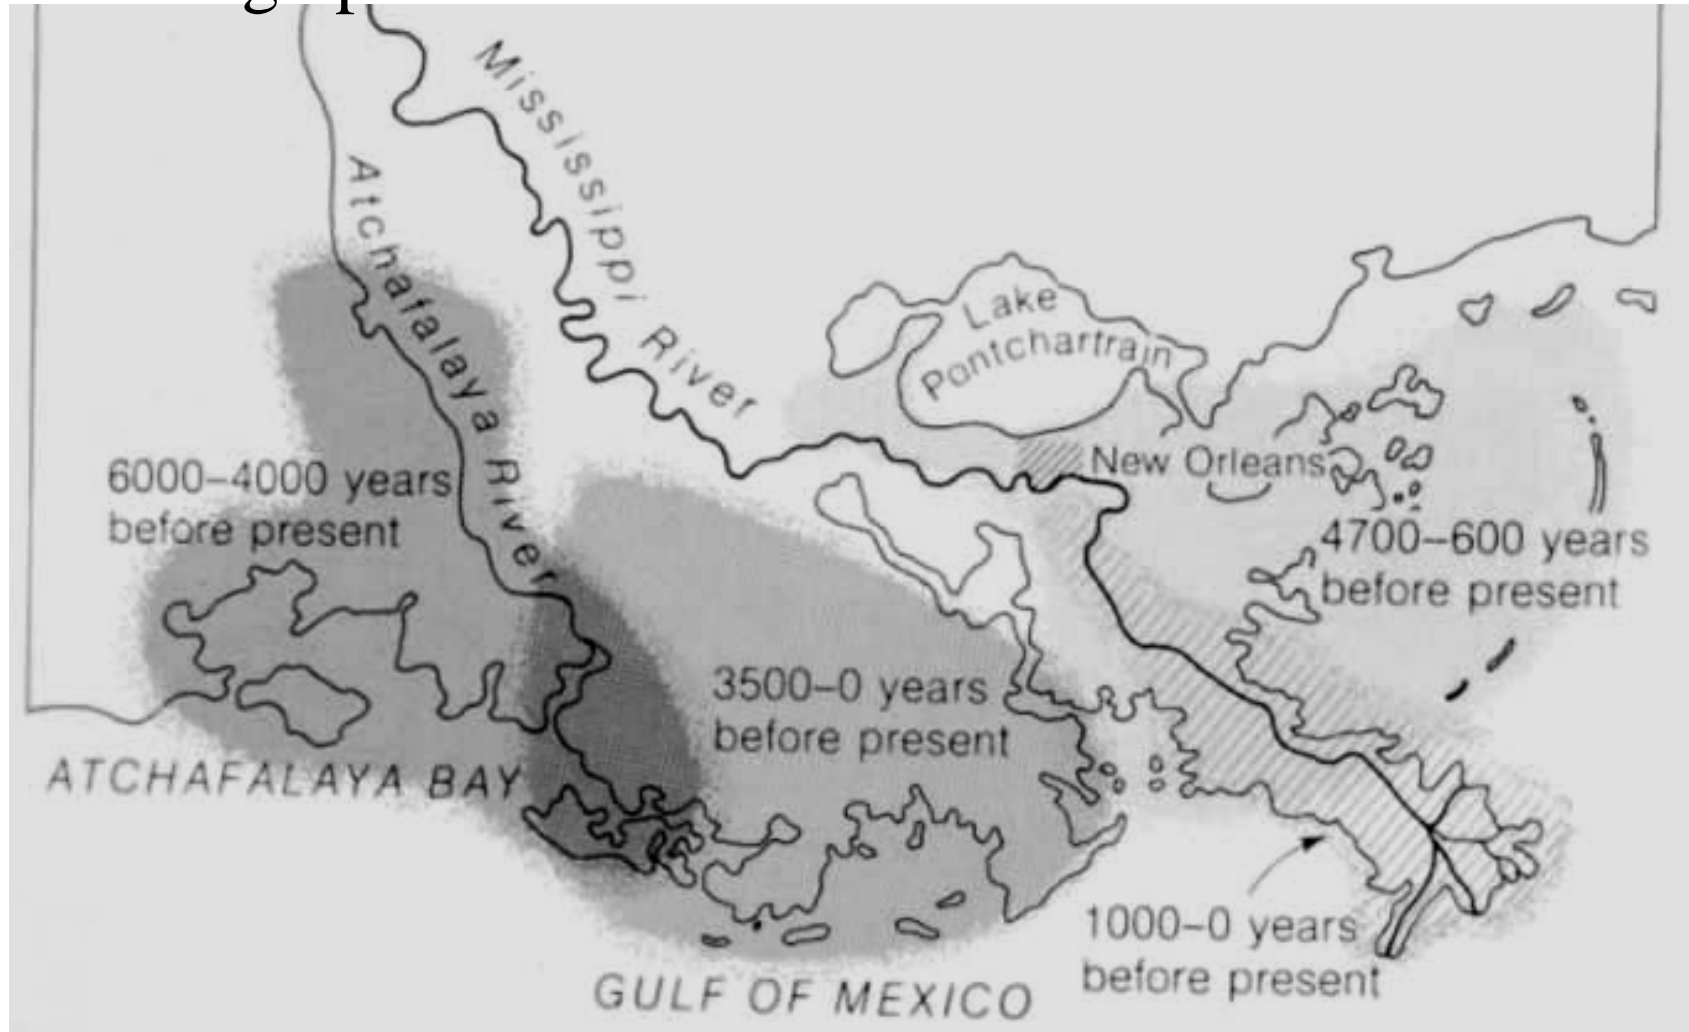 Mississippi River
Atchafalaya River
Lake
Pontchartrain
6000–4000 years
before present
New Orleans
4700–600 years
before present
3500–0 years
before present
ATCHAFALAYA BAY
1000–0 years
before present
GULF OF MEXICO